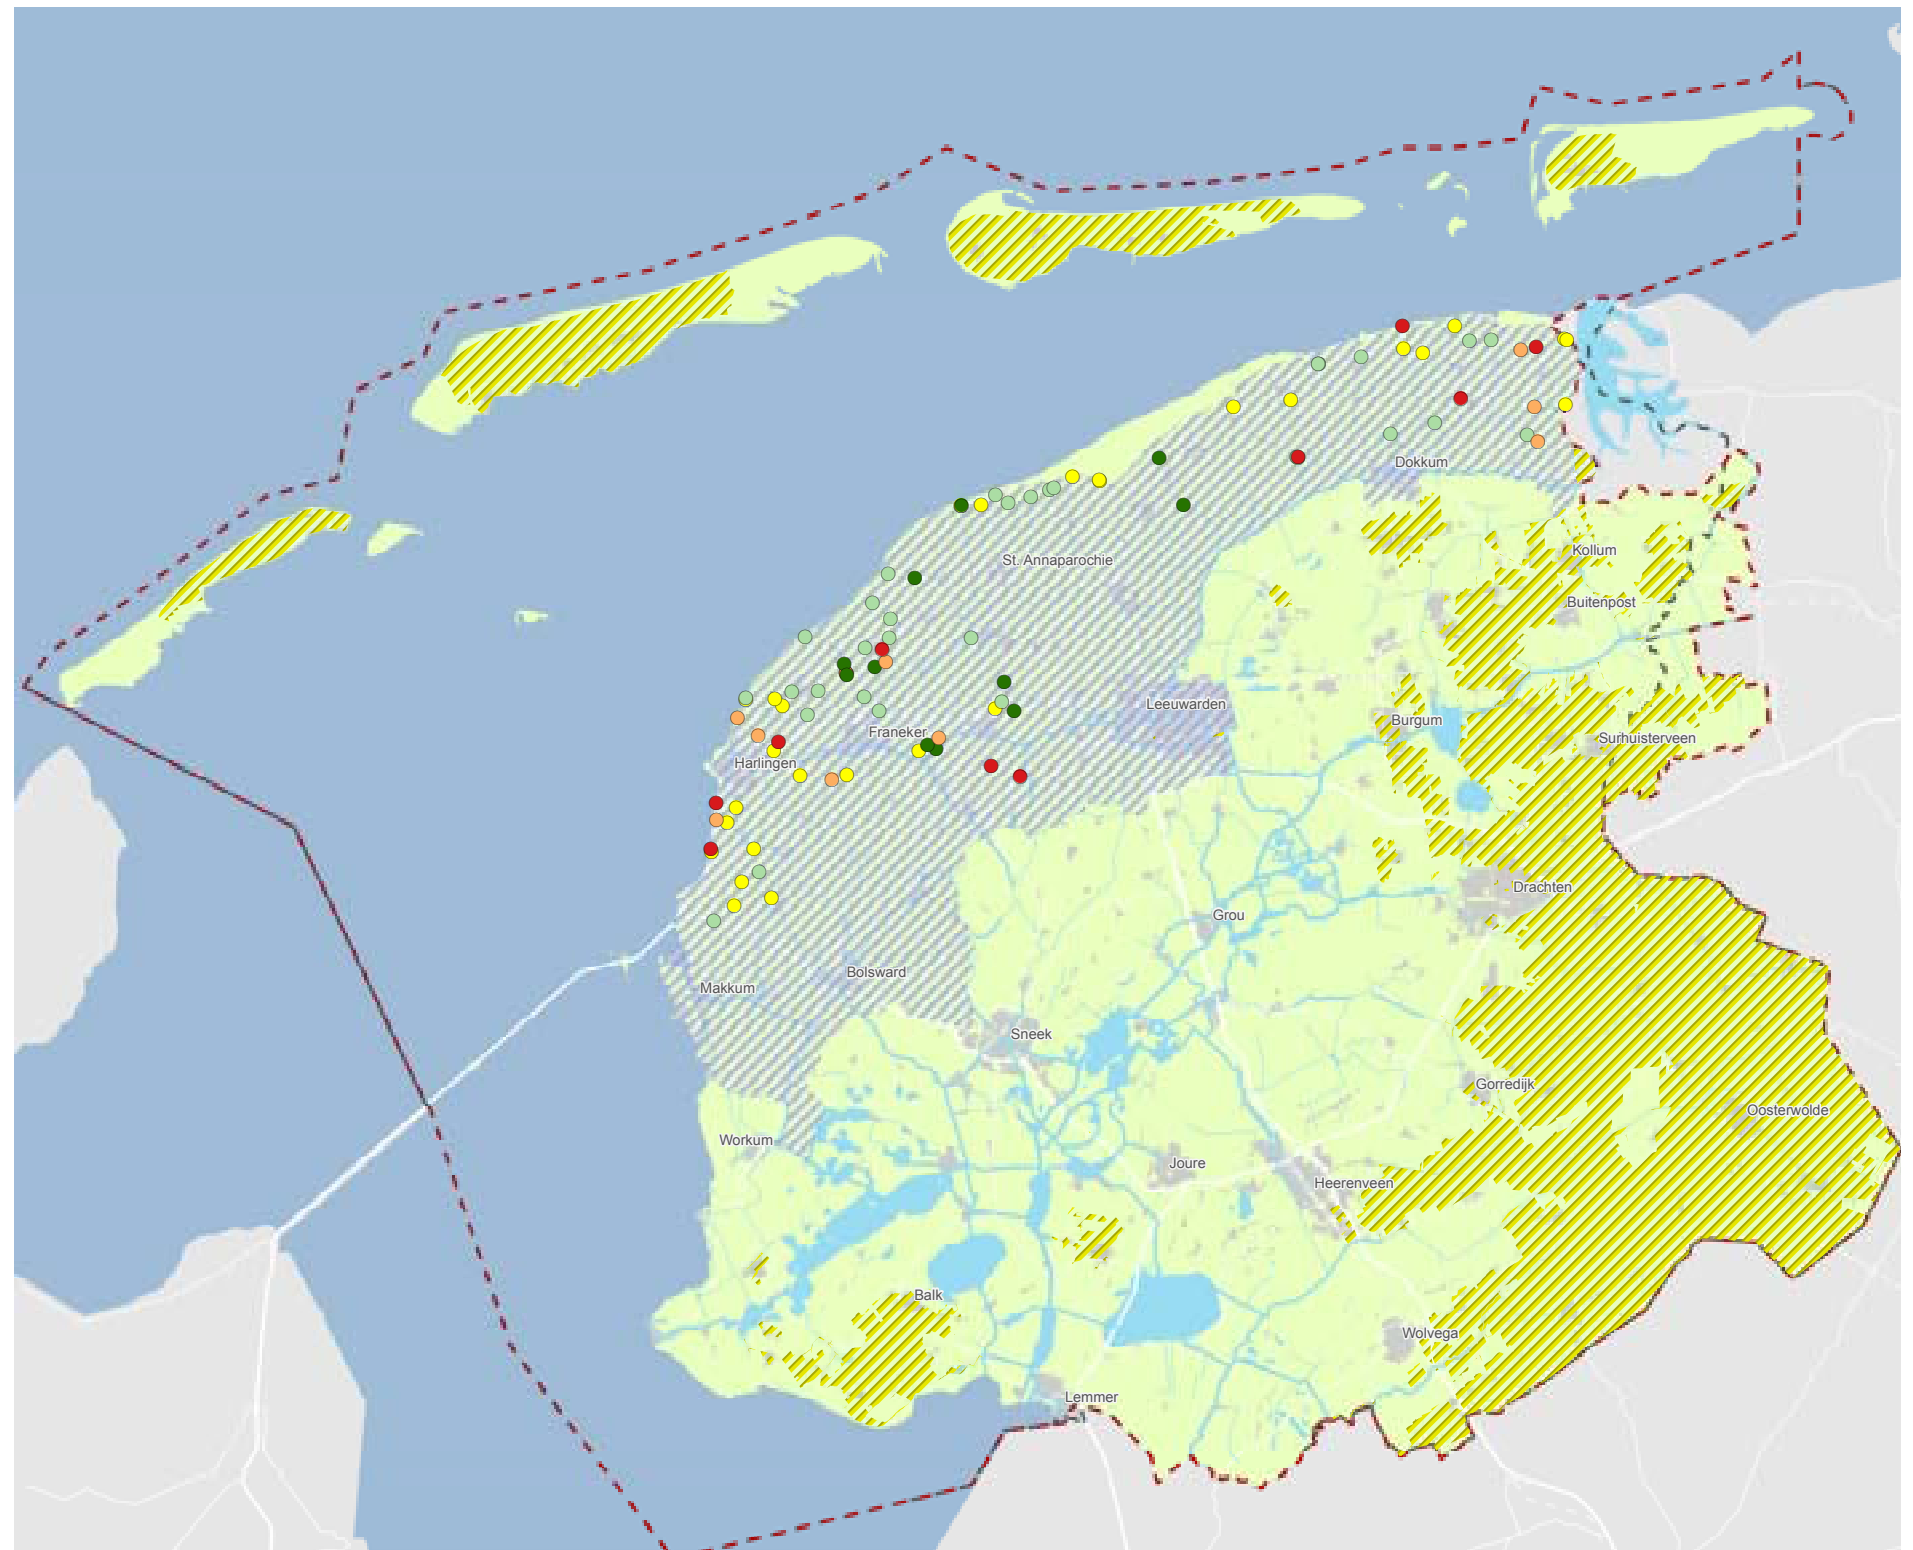 Dokkum
St. Annaparochie
Kollum
Buitenpost
Leeuwarden
Burgum
Franeker
Surhuisterveen
Harlingen
Drachten
Grou
Bolsward
Makkum
Sneek
Gorredijk
Oosterwolde
Workum
Joure
Heerenveen
Balk
Wolvega
Lemmer